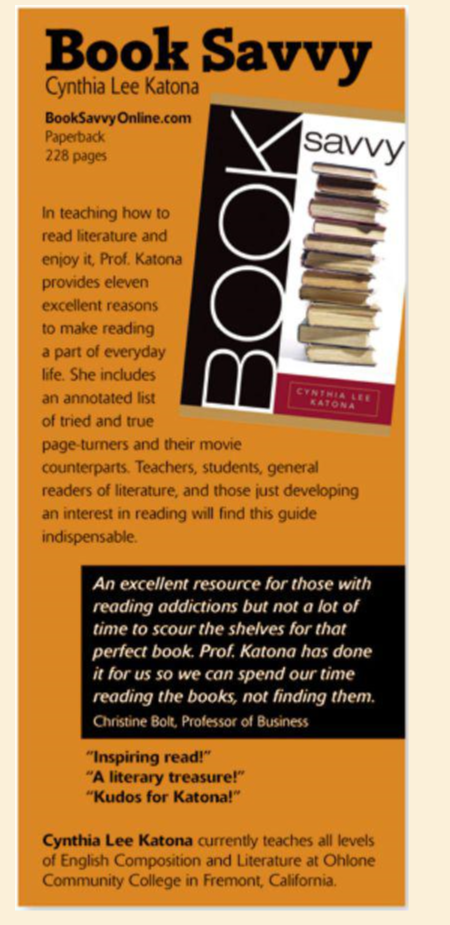 Book Savvy
Cynthia Lee Katona
BookSavvyOnline.com
Paperback
228 pages
BOOK
savvy
CYNTHIA LEE
KATONA
In teaching how to
read literature and
enjoy it, Prof. Katona
provides eleven
excellent reasons
to make reading
a part of everyday
life. She includes
an annotated list
of tried and true
page-turners and their movie
counterparts. Teachers, students, general
readers of literature, and those just developing
an interest in reading will find this guide
indispensable.
An excellent resource for those with
reading addictions but not a lot of
time to scour the shelves for that
perfect book. Prof. Katona has done
it for us so we can spend our time
reading the books, not finding them.
Christine Bolt, Professor of Business
“Inspiring read!”
“A literary treasure!”
“Kudos for Katona!”
Cynthia Lee Katona currently teaches all levels
of English Composition and Literature at Ohlone
Community College in Fremont, California.